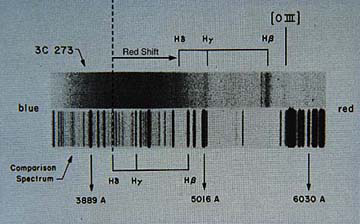 [O III]
3C 273
Red Shift
Hδ Hγ Hβ
blue
red
Comparison
Spectrum
Hδ Hγ Hβ
3889 A
5016 A
6030 A